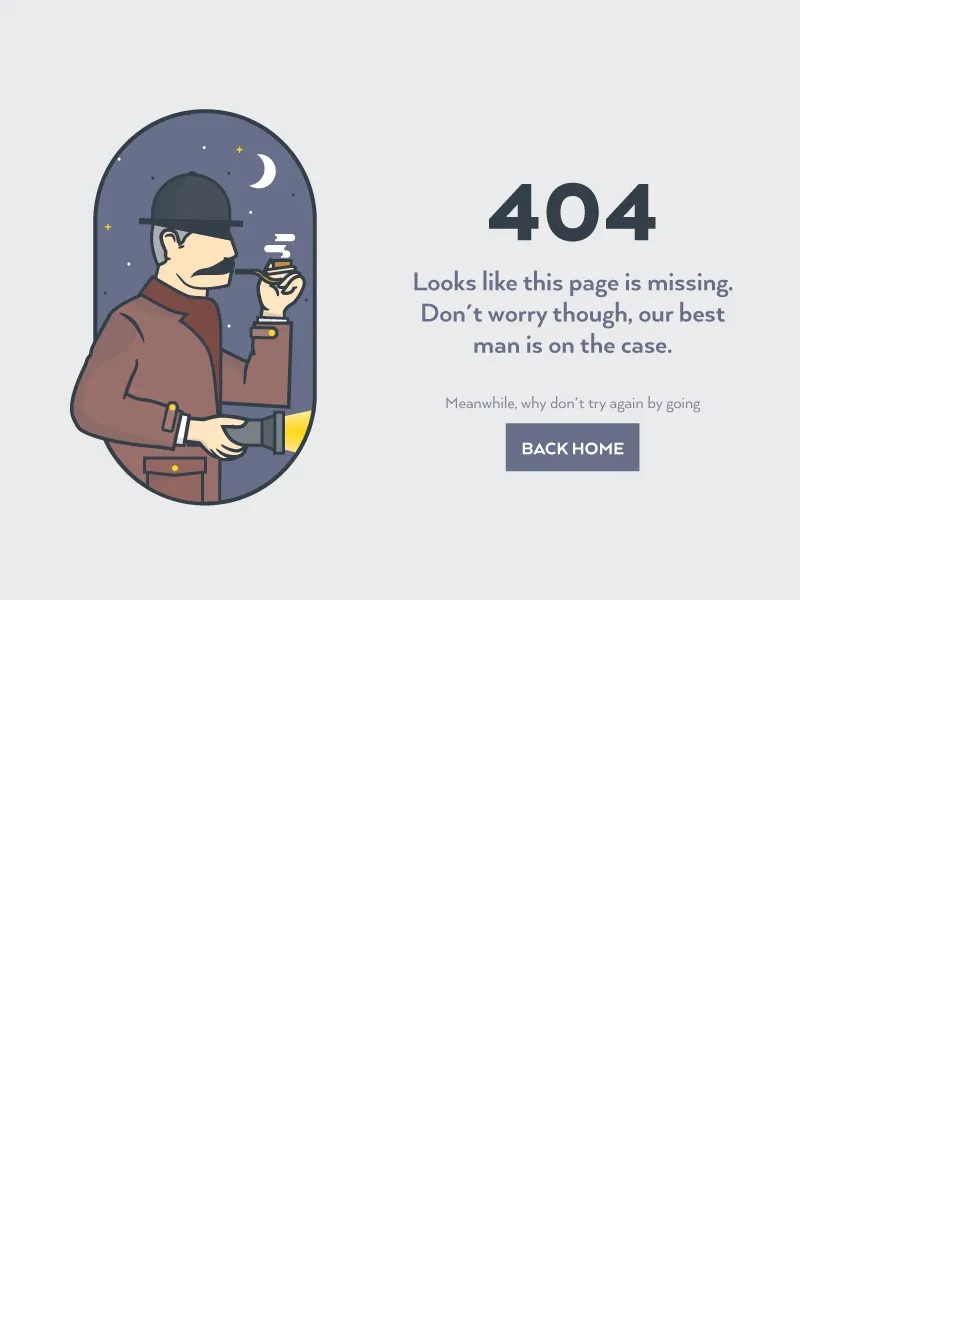 404
Looks like this page is missing.
Don't worry though, our best
man is on the case.
Meanwhile, why don't try again by going
BACK HOME